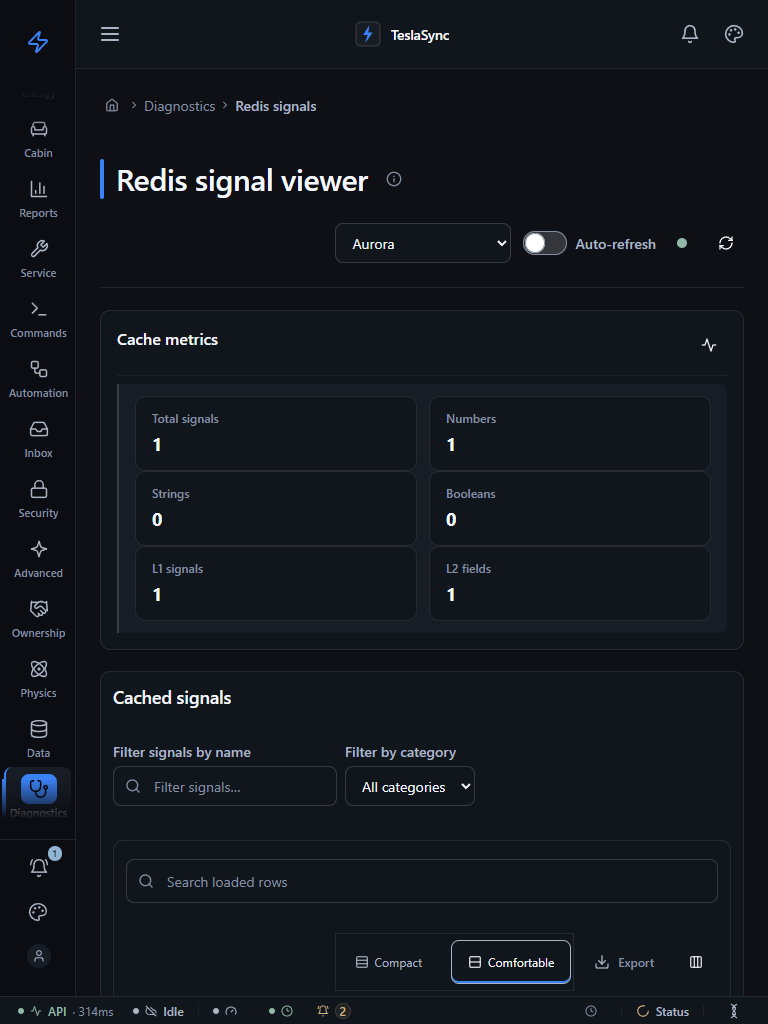 TeslaSync
Energy
Cabin
Reports
Service
Commands
Automation
Inbox
Security
Advanced
Ownership
Physics
Data
Diagnostics
1
Diagnostics
Redis signals
Redis signal viewer
Aurora
Auto-refresh
Cache metrics
Total signals
1
Numbers
1
Strings
0
Booleans
0
L1 signals
1
L2 fields
1
Cached signals
Filter signals by name
Filter by category
Filter signals...
All categories
Search loaded rows
Compact
Comfortable
Export
API · 314ms
Idle
2
Status